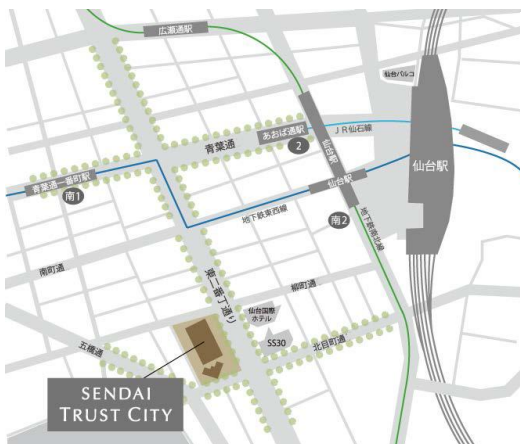 広瀬通駅
仙台パルコ
あおば通駅
JR仙石線
2
青葉通
仙台駅
仙台駅
仙台駅
青葉通一番町駅
南1
地下鉄東西線
南2
地下鉄南北線
南町通
東二番丁通り
柳町通
仙台国際
ホテル
SS30
北目町通
五橋通
SENDAI
TRUST CITY